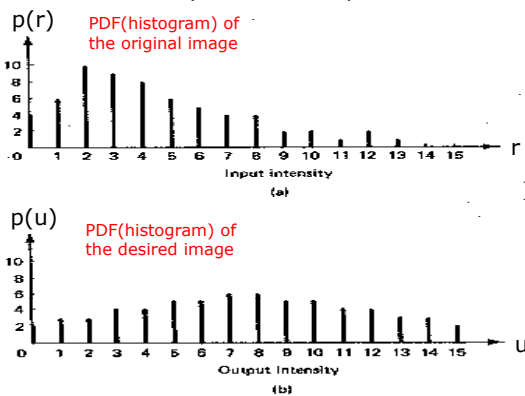 p(r)
PDF(histogram) of
the original image
10
8
6
4
2
0 1 2 3 4 5 6 7 8 9 10 11 12 13 14 15
r
Input intensity
(a)
p(u)
PDF(histogram) of
the desired image
10
8
6
4
2
0 1 2 3 4 5 6 7 8 9 10 11 12 13 14 15
u
Output Intensity
(b)